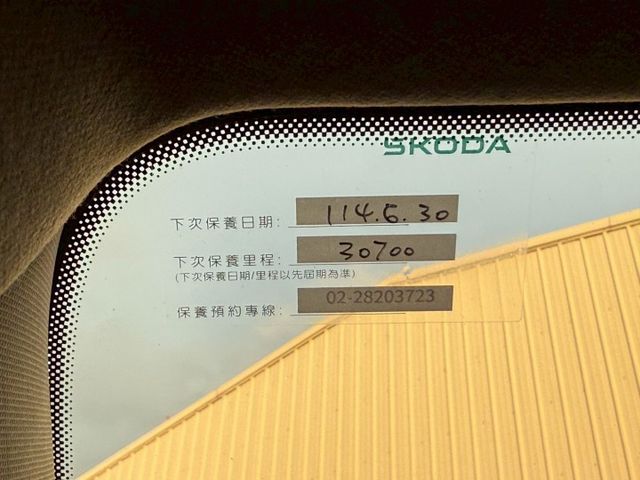 SKODA
下次保養日期: 114.6.30
下次保養里程: 30700
(下次保養日期/里程以先屆期為準)
保養預約專線: 02-28203723